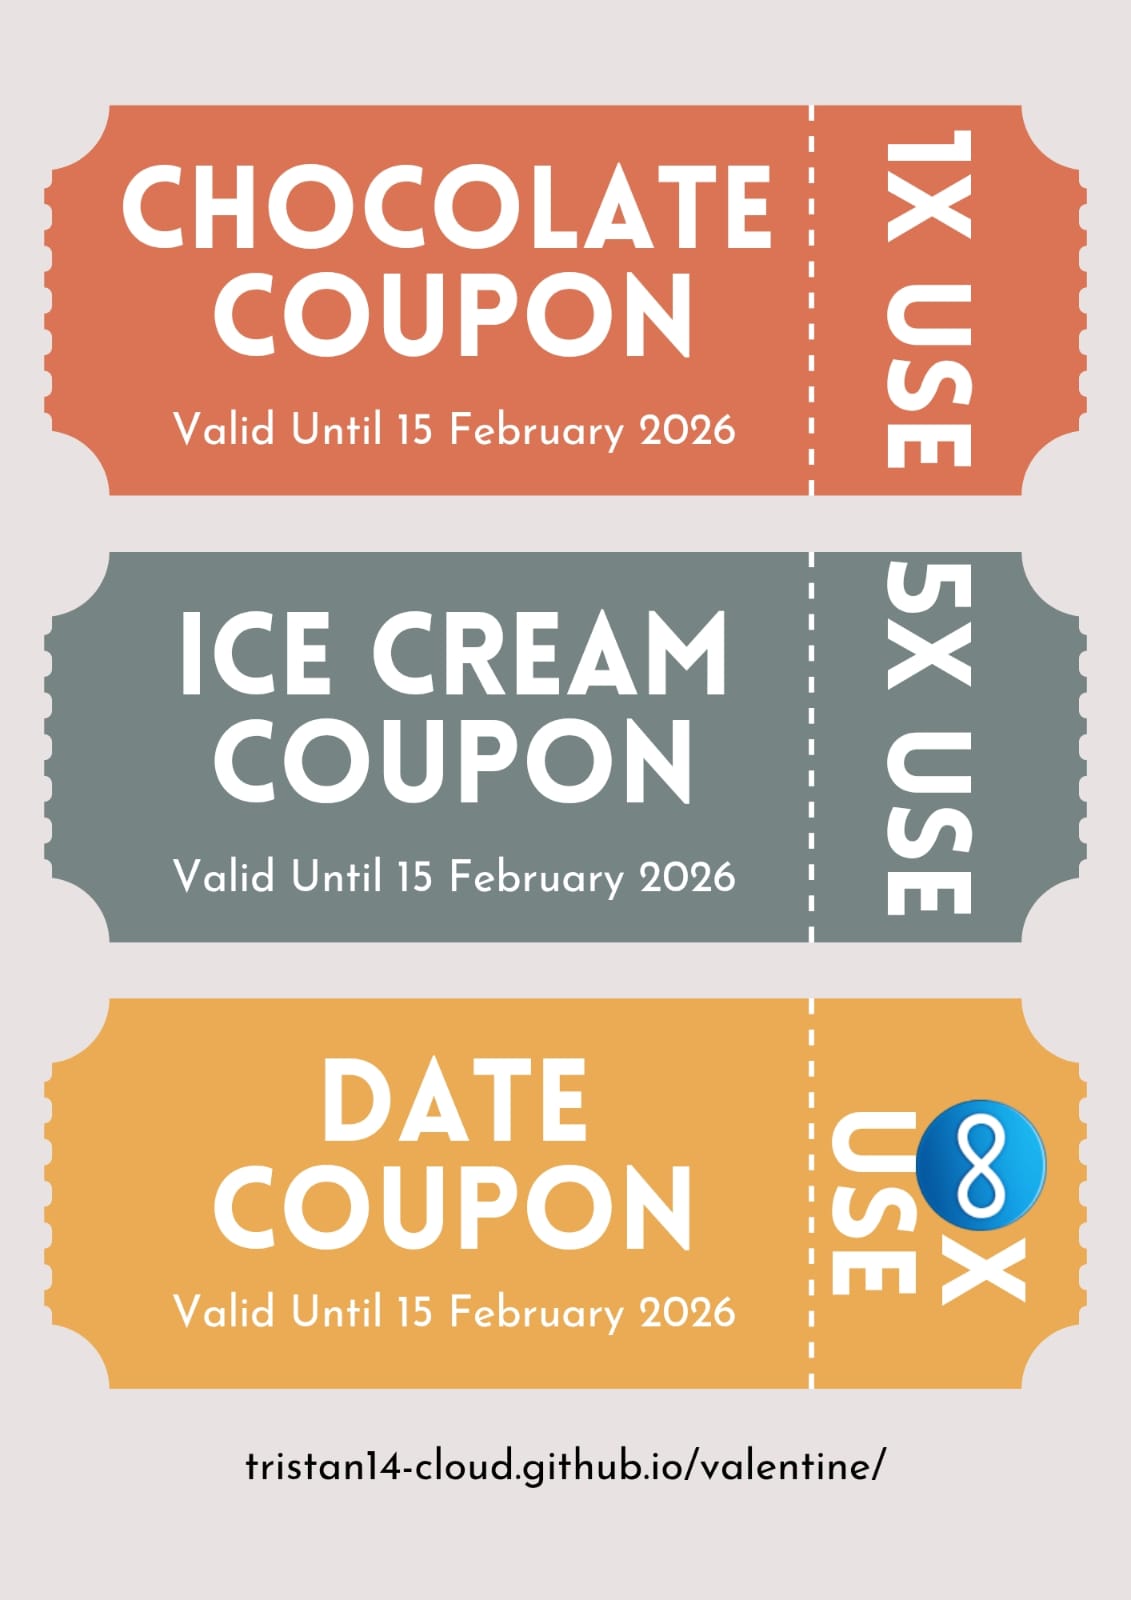 CHOCOLATE
COUPON
Valid Until 15 February 2026
1X USE
ICE CREAM
COUPON
Valid Until 15 February 2026
5X USE
DATE
COUPON
Valid Until 15 February 2026
∞ X
USE
tristan14-cloud.github.io/valentine/